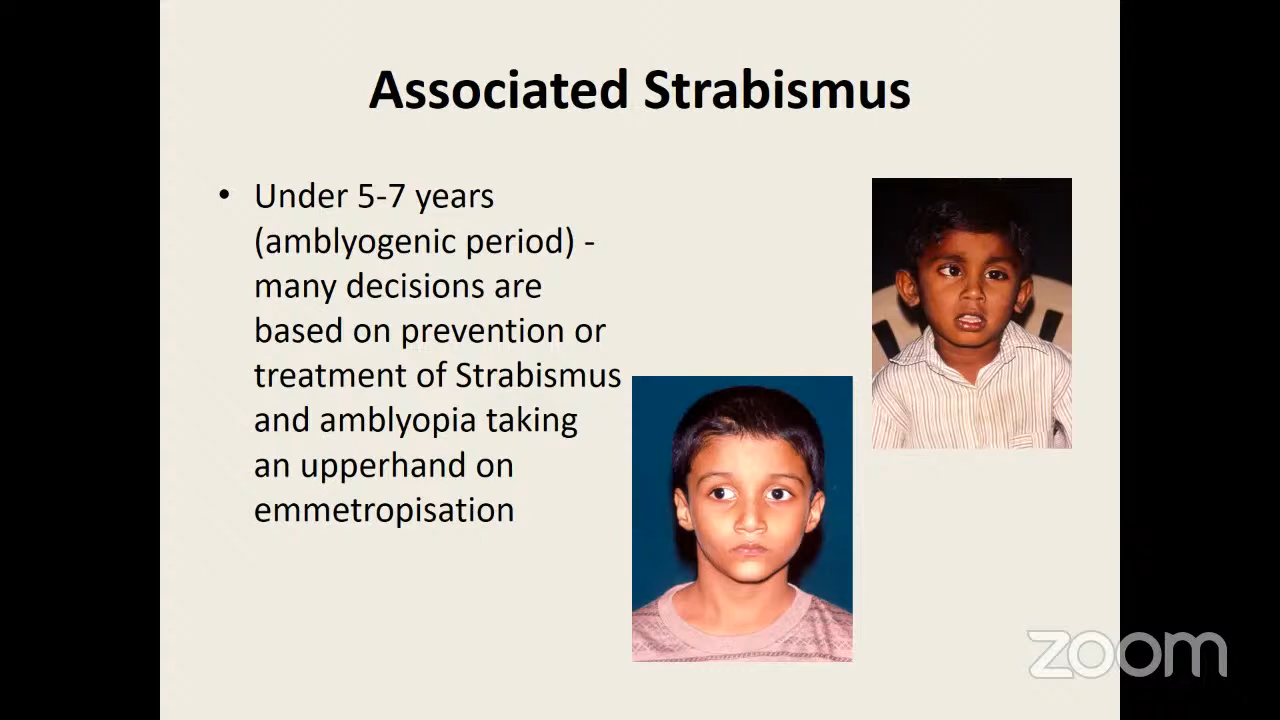 Associated Strabismus
• Under 5-7 years
(amblyogenic period) -
many decisions are
based on prevention or
treatment of Strabismus
and amblyopia taking
an upperhand on
emmetropisation
zoom